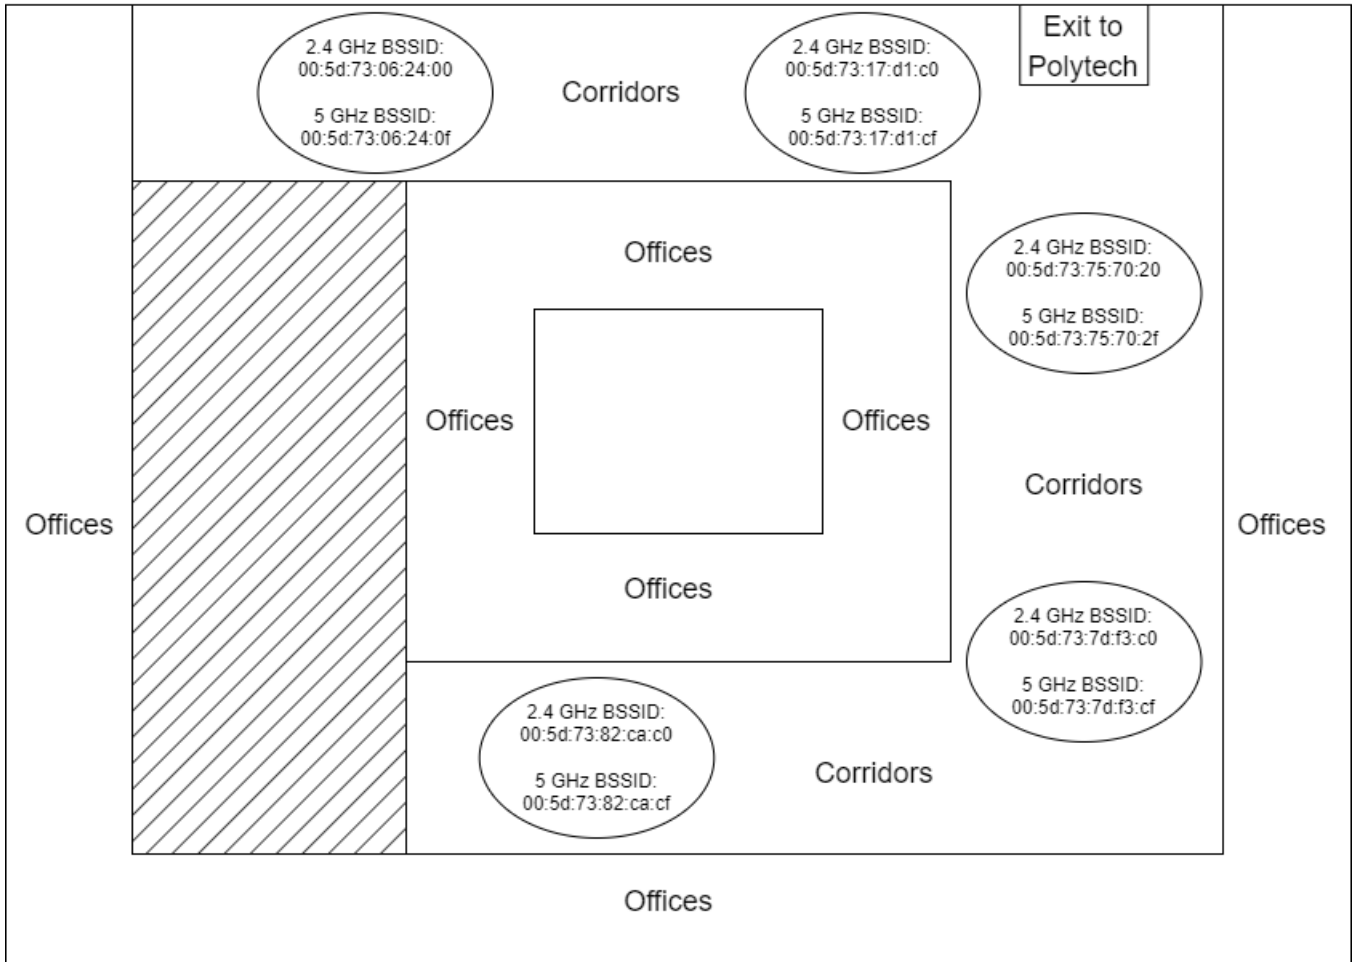 2.4 GHz BSSID:
00:5d:73:06:24:00
5 GHz BSSID:
00:5d:73:06:24:0f
Corridors
2.4 GHz BSSID:
00:5d:73:17:d1:c0
5 GHz BSSID:
00:5d:73:17:d1:cf
Exit to
Polytech
Offices
2.4 GHz BSSID:
00:5d:73:75:70:20
5 GHz BSSID:
00:5d:73:75:70:2f
Offices
Offices
Corridors
Offices
Offices
Offices
2.4 GHz BSSID:
00:5d:73:7d:f3:c0
5 GHz BSSID:
00:5d:73:7d:f3:cf
2.4 GHz BSSID:
00:5d:73:82:ca:c0
5 GHz BSSID:
00:5d:73:82:ca:cf
Corridors
Offices